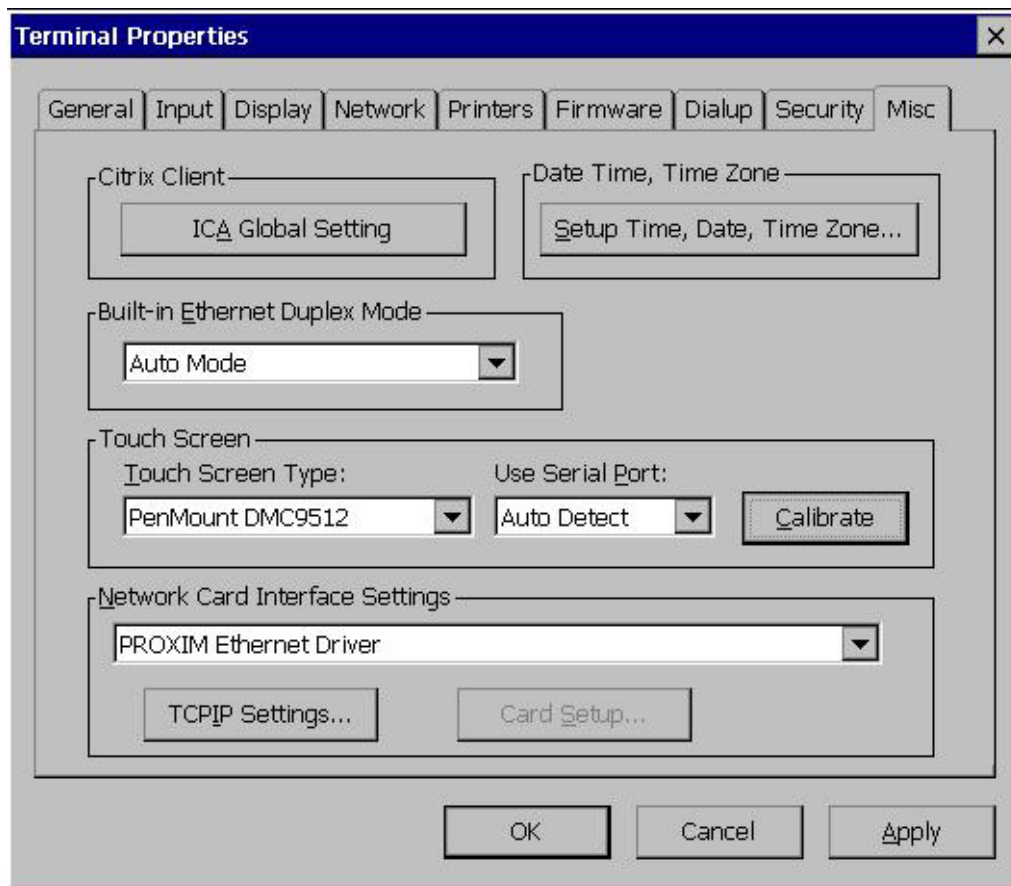 Terminal Properties
General Input Display Network Printers Firmware Dialup Security Misc
Citrix Client
Date Time, Time Zone
ICA Global Setting
Setup Time, Date, Time Zone...
Built-in Ethernet Duplex Mode
Auto Mode
Touch Screen
Touch Screen Type:
Use Serial Port:
PenMount DMC9512
Auto Detect
Calibrate
Network Card Interface Settings
PROXIM Ethernet Driver
TCPIP Settings...
Card Setup...
OK
Cancel
Apply